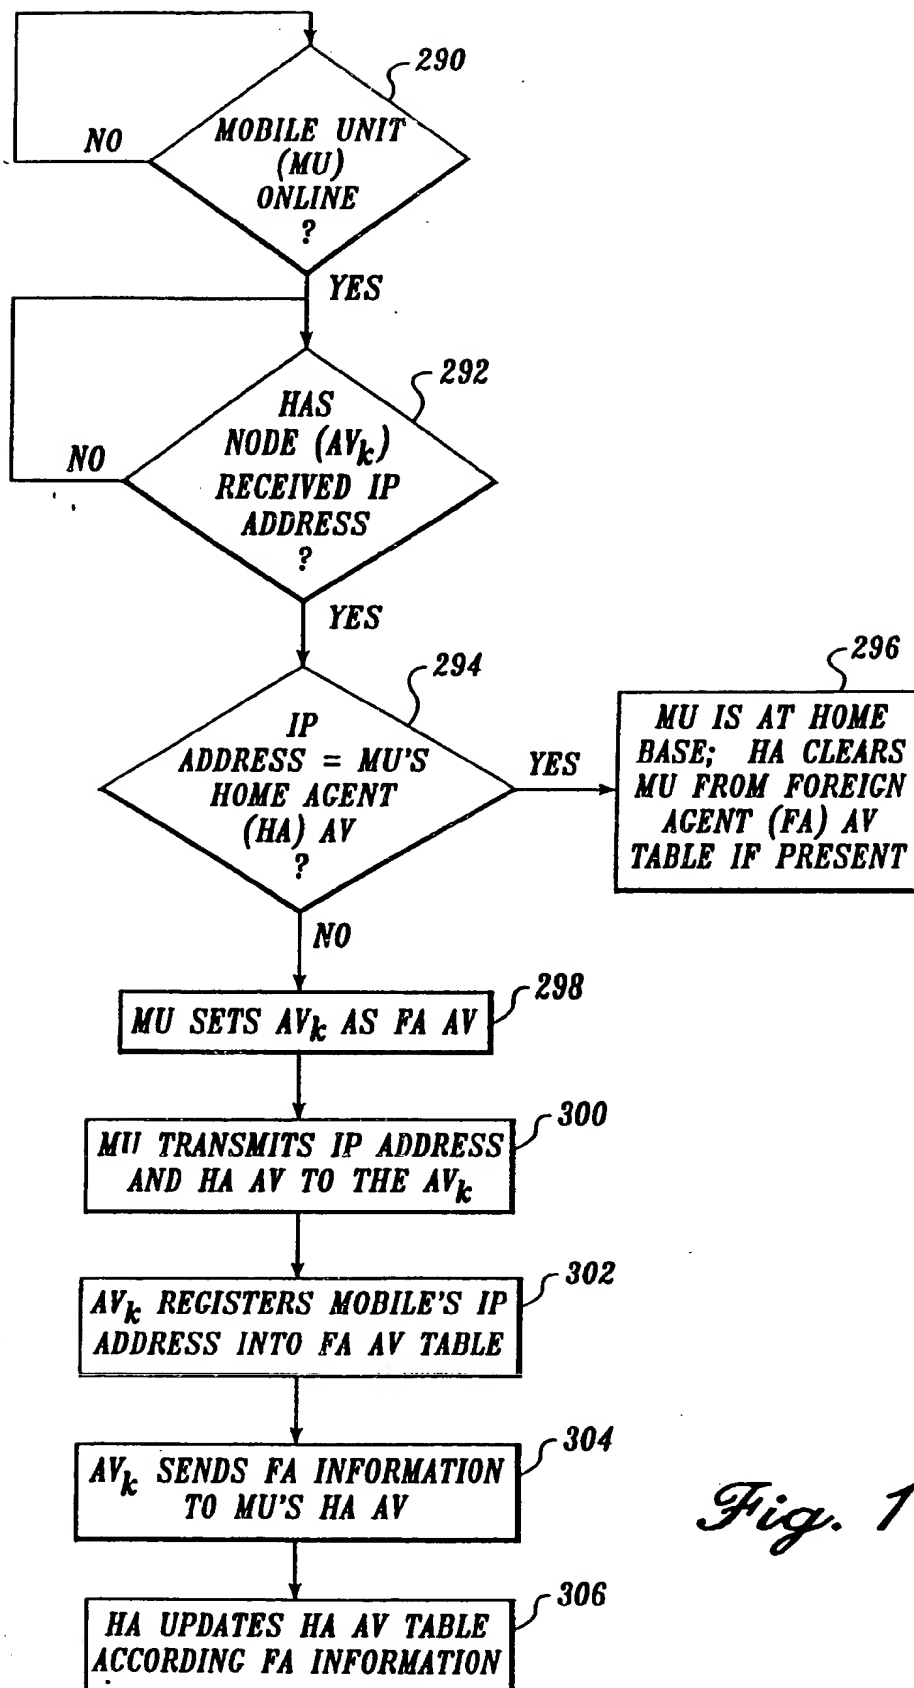 290
MOBILE UNIT
(MU)
ONLINE
?
NO
YES
292
HAS
NODE (AVk)
RECEIVED IP
ADDRESS
?
NO
YES
294
IP
ADDRESS = MU'S
HOME AGENT
(HA) AV
?
YES
296
MU IS AT HOME
BASE; HA CLEARS
MU FROM FOREIGN
AGENT (FA) AV
TABLE IF PRESENT
NO
298
MU SETS AVk AS FA AV
300
MU TRANSMITS IP ADDRESS
AND HA AV TO THE AVk
302
AVk REGISTERS MOBILE'S IP
ADDRESS INTO FA AV TABLE
304
AVk SENDS FA INFORMATION
TO MU'S HA AV
306
HA UPDATES HA AV TABLE
ACCORDING FA INFORMATION
Fig. 1